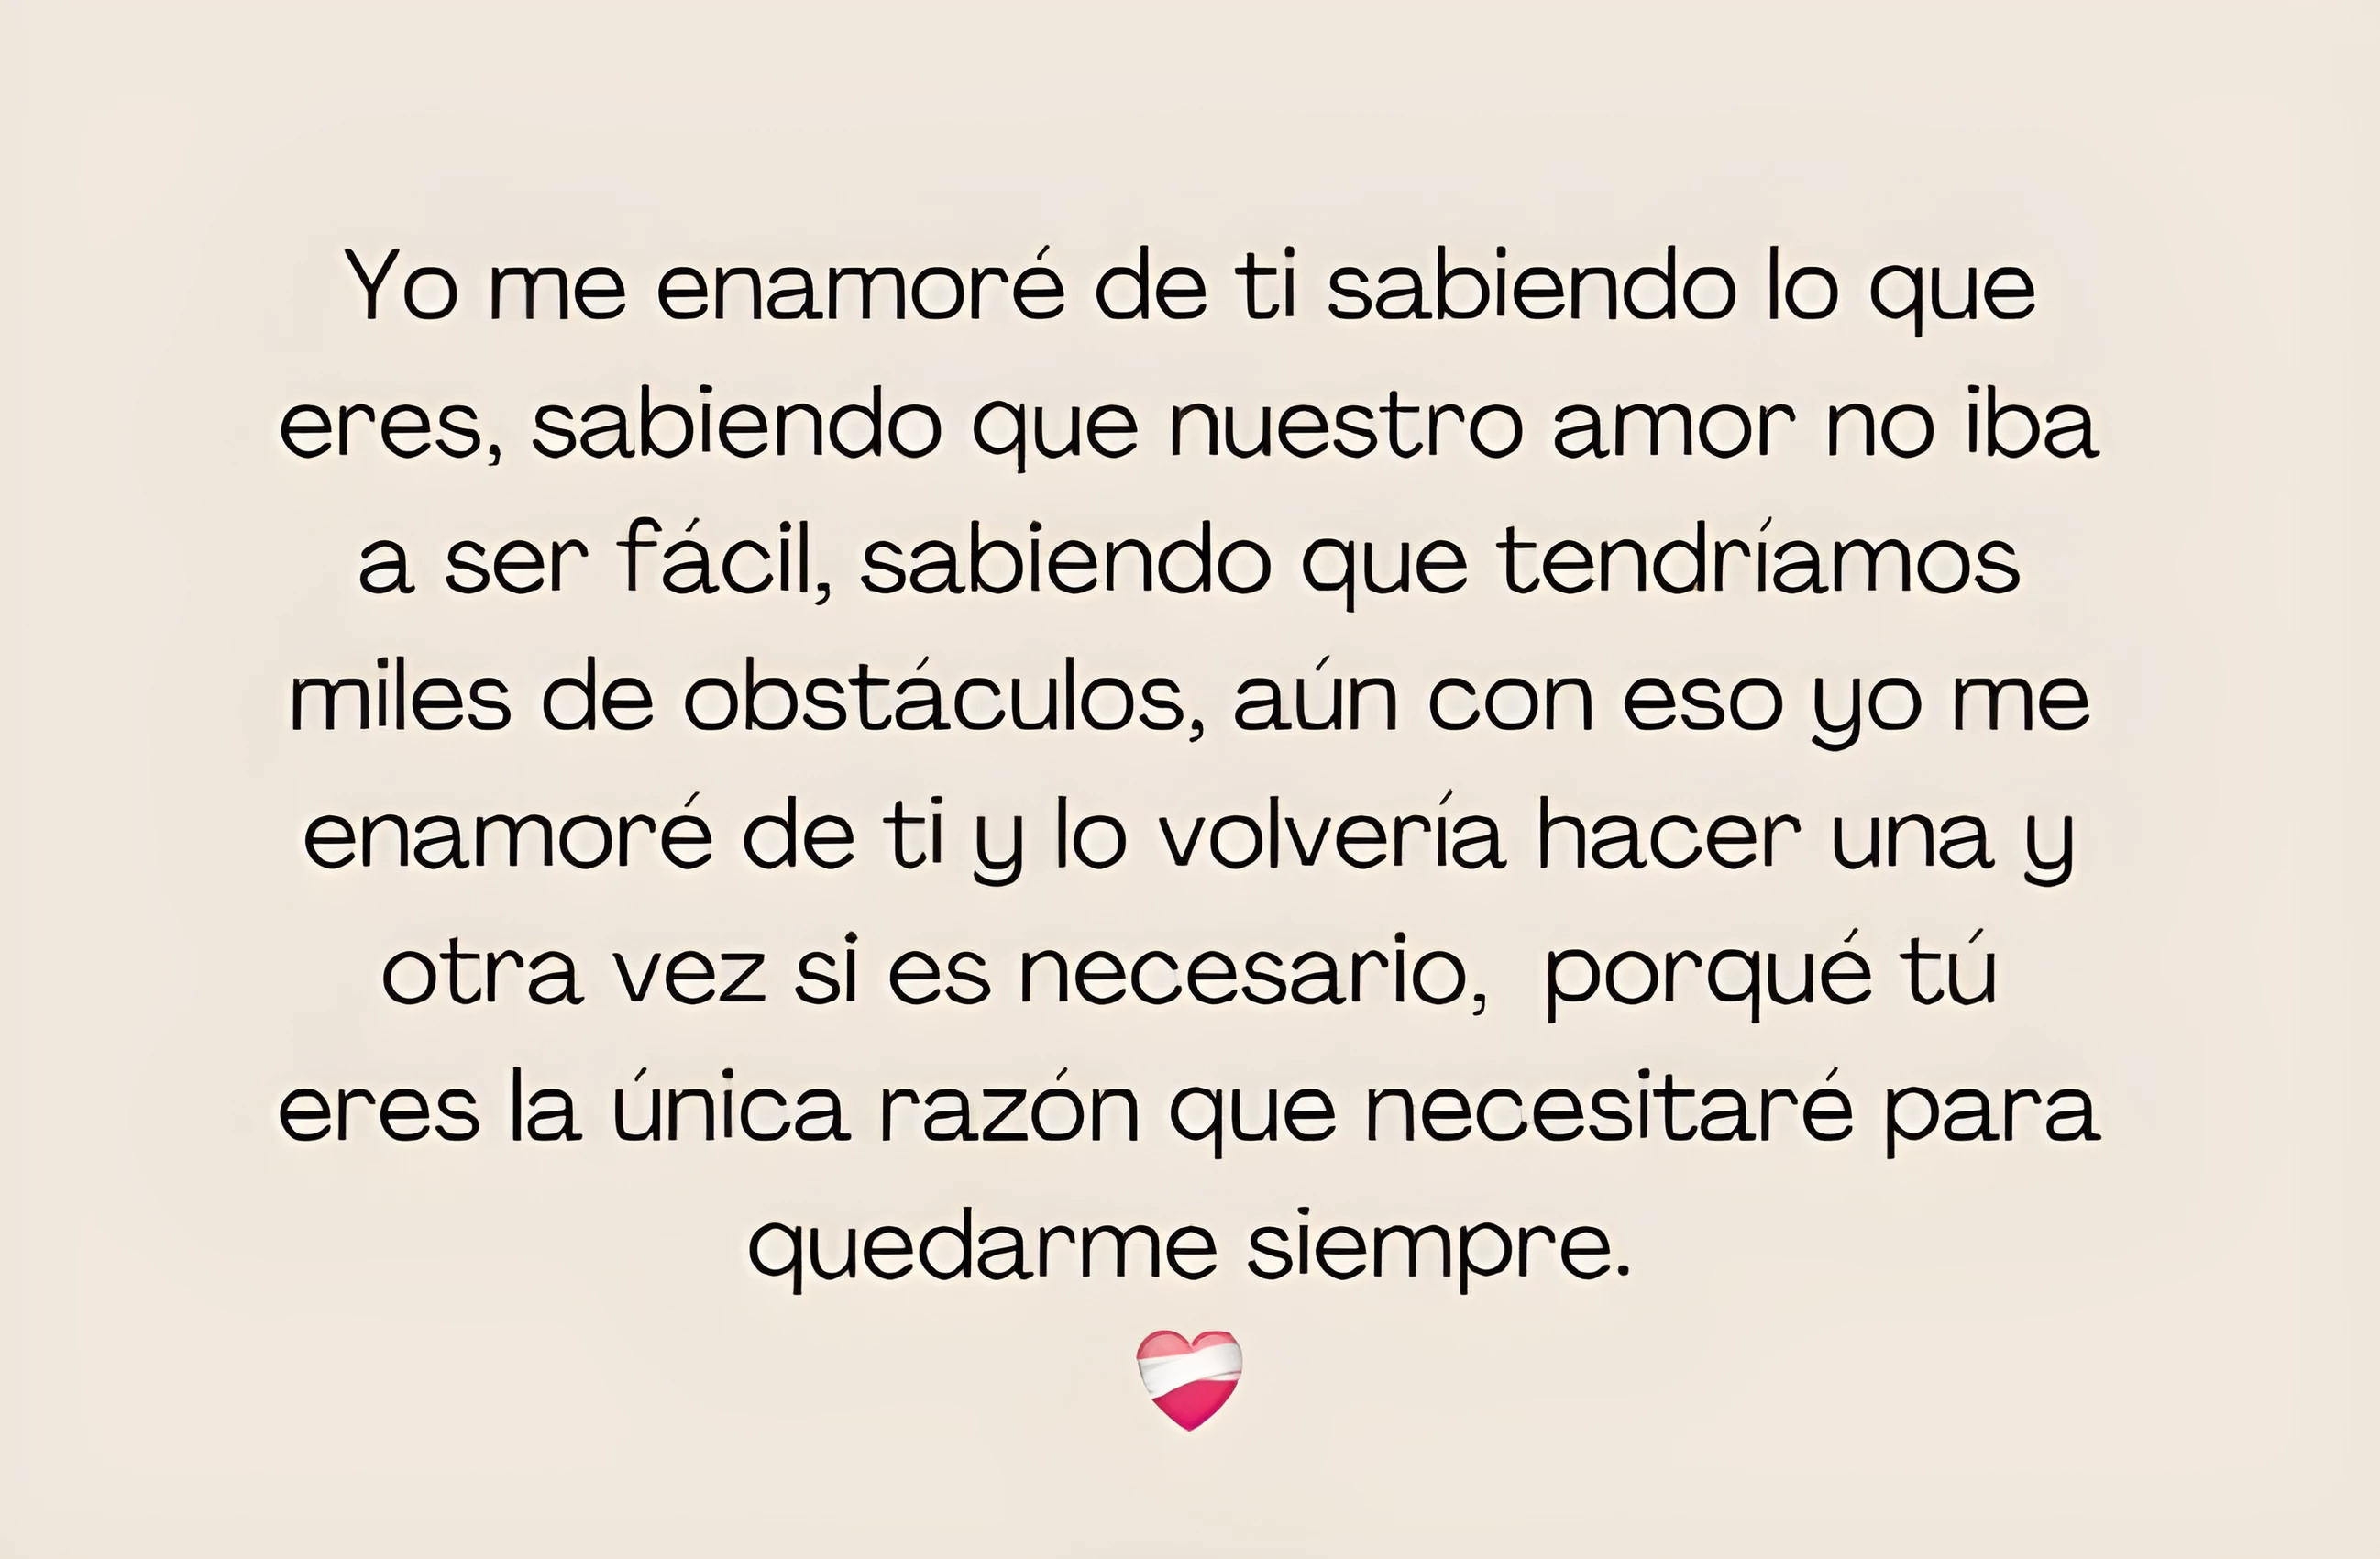 Yo me enamoré de ti sabiendo lo que
eres, sabiendo que nuestro amor no iba
a ser fácil, sabiendo que tendríamos
miles de obstáculos, aún con eso yo me
enamoré de ti y lo volvería hacer una y
otra vez si es necesario,  porqué tú
eres la única razón que necesitaré para
quedarme siempre.